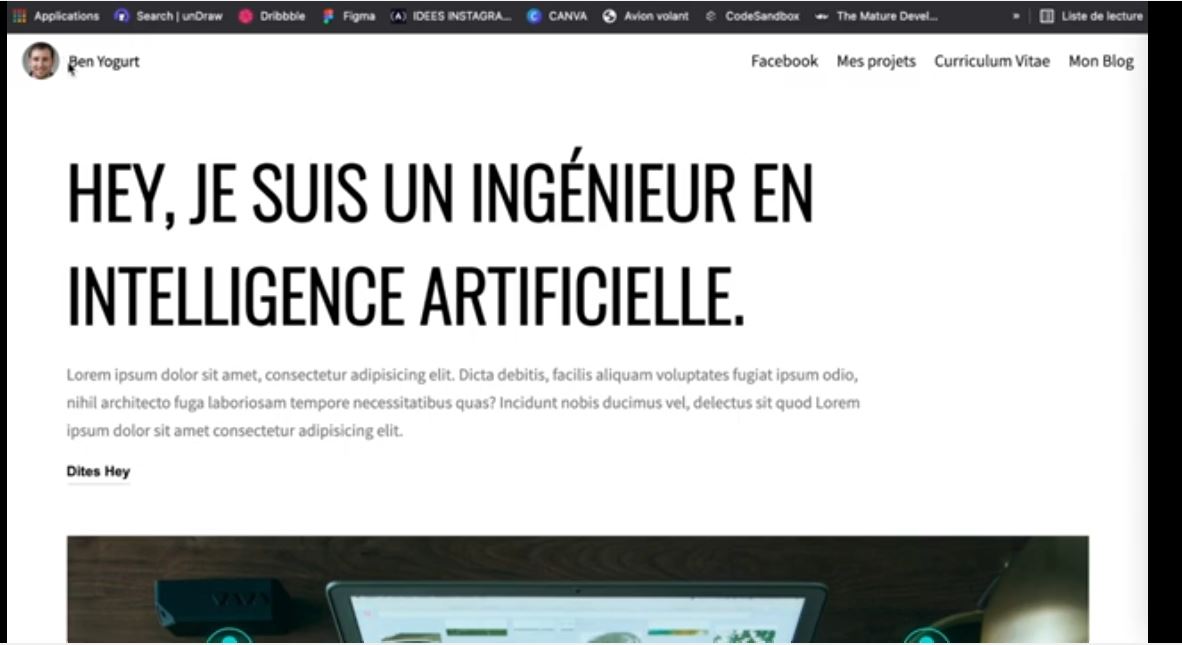 Applications Search | unDraw Dribbble Figma IDEES INSTAGRA... CANVA Avion volant CodeSandbox The Mature Devel... » Liste de lecture
Ben Yogurt Facebook Mes projets Curriculum Vitae Mon Blog
HEY, JE SUIS UN INGÉNIEUR EN
INTELLIGENCE ARTIFICIELLE.
Lorem ipsum dolor sit amet, consectetur adipisicing elit. Dicta debitis, facilis aliquam voluptates fugiat ipsum odio,
nihil architecto fuga laboriosam tempore necessitatibus quas? Incidunt nobis ducimus vel, delectus sit quod Lorem
ipsum dolor sit amet consectetur adipisicing elit.
Dites Hey